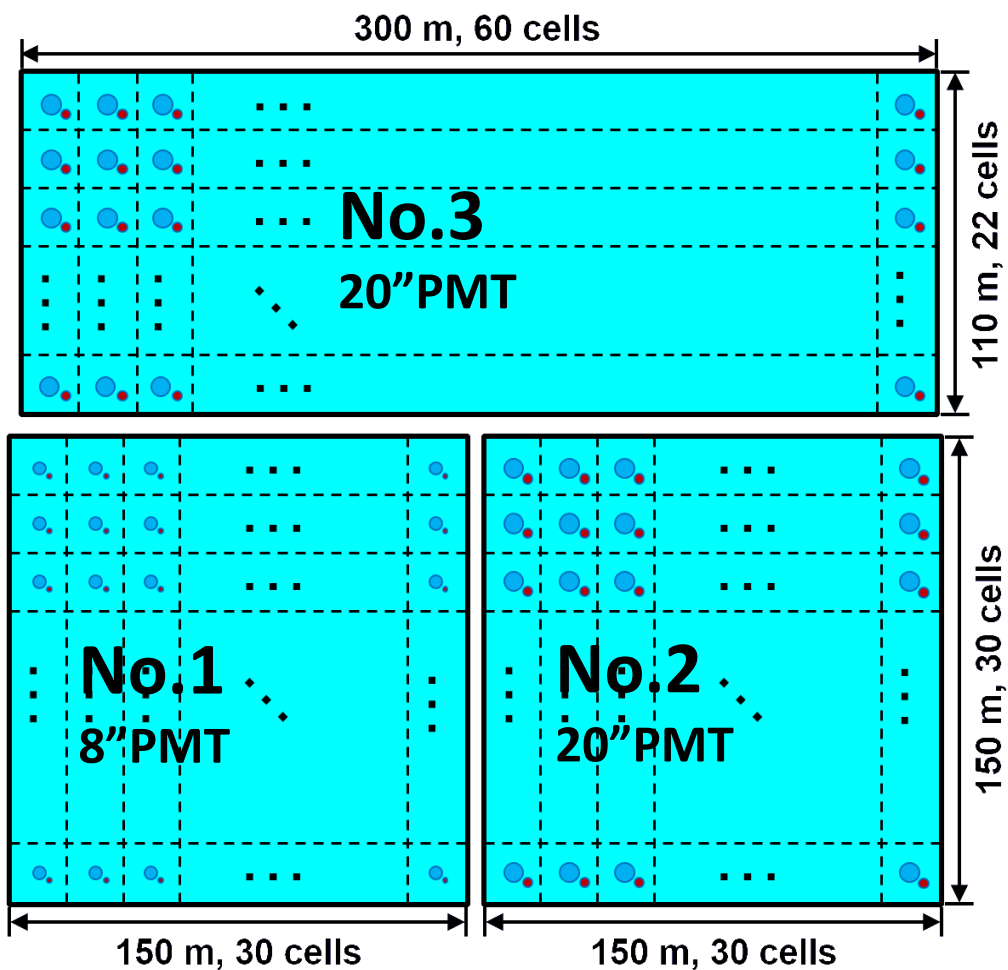 300 m, 60 cells
No.3
20”PMT
110 m, 22 cells
No.1
8”PMT
No.2
20”PMT
150 m, 30 cells
150 m, 30 cells
150 m, 30 cells